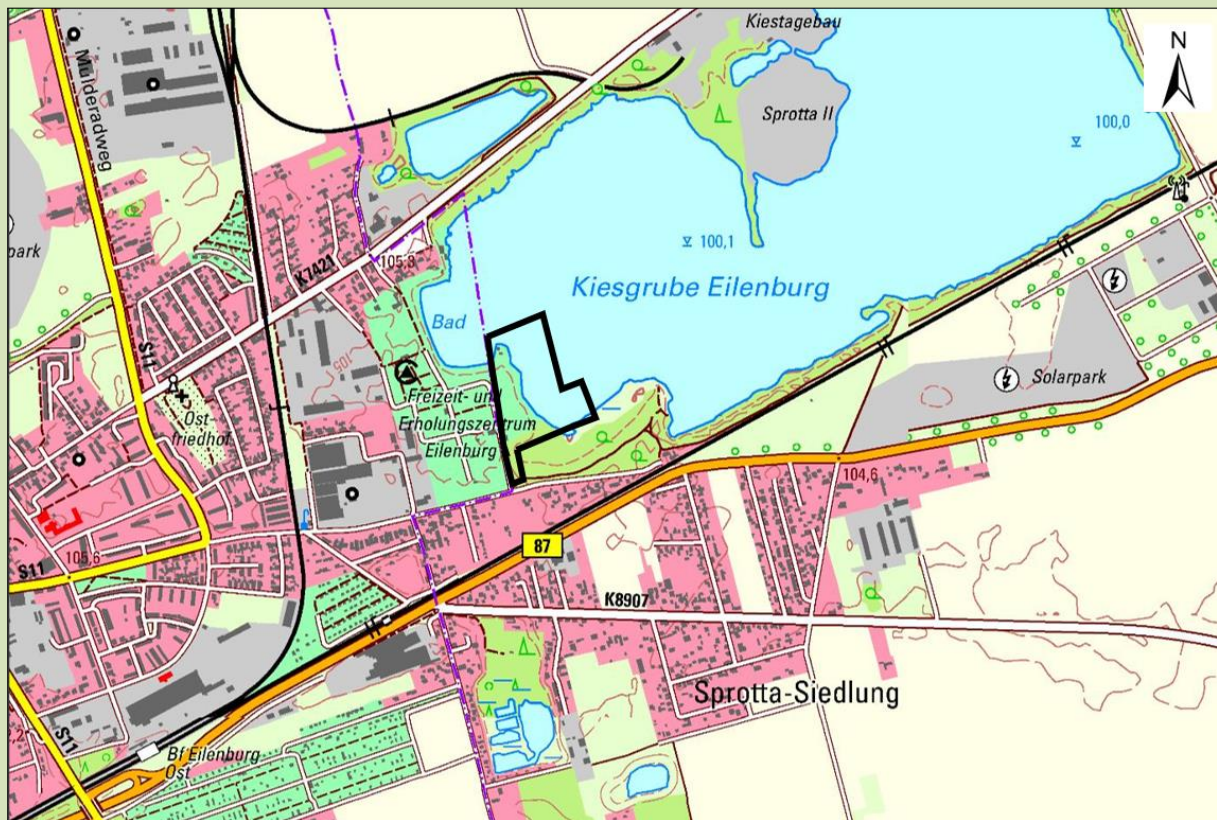 Kiestagebau
N
Mulderadweg
Sprotta II
100,0
park
K7421
105,3
100,1
Kiesgrube Eilenburg
Bad
S11
Solarpark
Freizeit- und
Erholungszentrum
Eilenburg
Ost
friedhof
104,6
87
105,6
S11
K8907
Sprotta-Siedlung
S11
Bf Eilenburg
Ost